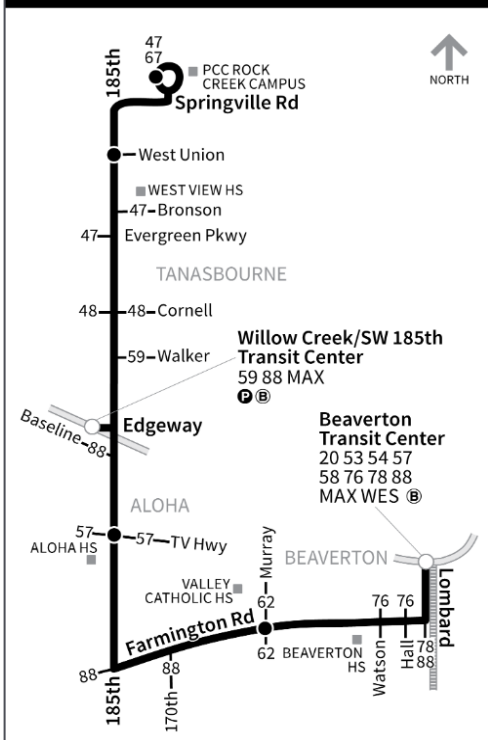 47
67
185th
PCC ROCK
CREEK CAMPUS
NORTH
Springville Rd
West Union
WEST VIEW HS
47 Bronson
47 Evergreen Pkwy
TANASBOURNE
48 48 Cornell
Willow Creek/SW 185th
Transit Center
59 88 MAX
P B
59 Walker
Baseline 88
Edgeway
Beaverton
Transit Center
20 53 54 57
58 76 78 88
MAX WES B
ALOHA
57 57 TV Hwy
ALOHA HS
Murray
BEAVERTON
VALLEY
CATHOLIC HS
62
76 76
Lombard
Farmington Rd
62
BEAVERTON
HS
Watson
Hall
78
88
88
185th
88
170th